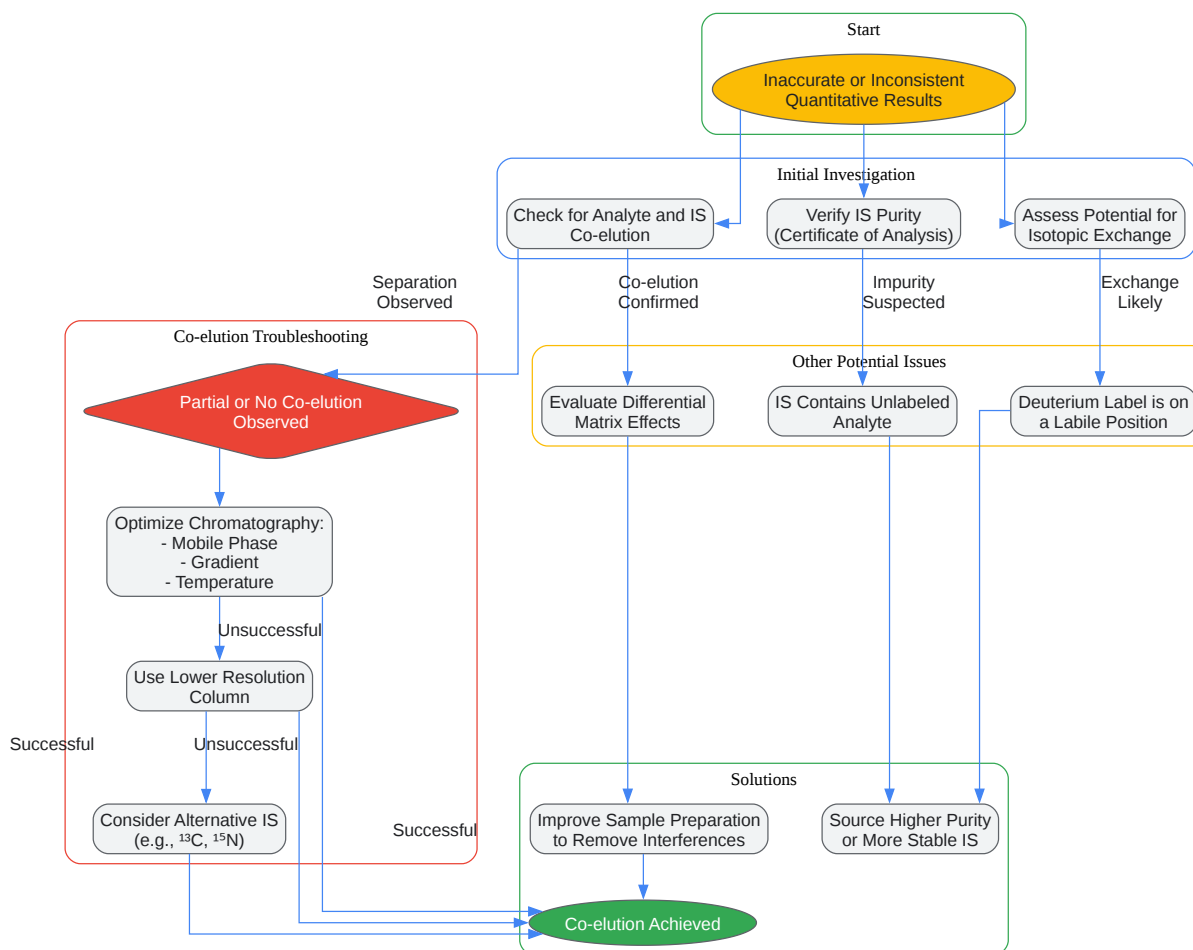 Start
Inaccurate or Inconsistent
Quantitative Results
Initial Investigation
Check for Analyte and IS
Co-elution
Verify IS Purity
(Certificate of Analysis)
Assess Potential for
Isotopic Exchange
Separation
Observed
Co-elution
Confirmed
Impurity
Suspected
Exchange
Likely
Co-elution Troubleshooting
Partial or No Co-elution
Observed
Other Potential Issues
Evaluate Differential
Matrix Effects
IS Contains Unlabeled
Analyte
Deuterium Label is on
a Labile Position
Optimize Chromatography:
- Mobile Phase
- Gradient
- Temperature
Unsuccessful
Use Lower Resolution
Column
Successful
Unsuccessful
Consider Alternative IS
(e.g., ¹³C, ¹⁵N)
Successful
Solutions
Improve Sample Preparation
to Remove Interferences
Source Higher Purity
or More Stable IS
Co-elution Achieved